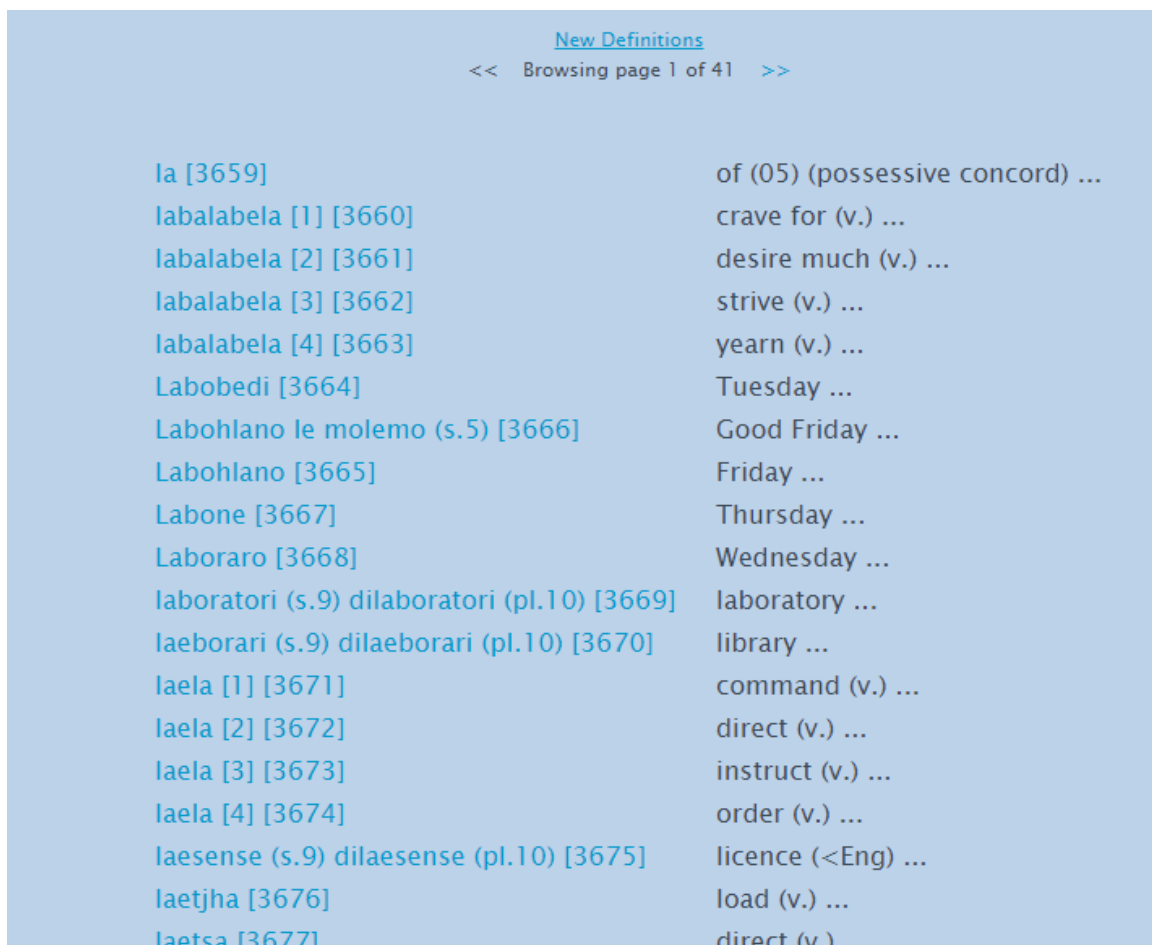 New Definitions
<< Browsing page 1 of 41 >>
la [3659] of (05) (possessive concord) ...
labalabela [1] [3660] crave for (v.) ...
labalabela [2] [3661] desire much (v.) ...
labalabela [3] [3662] strive (v.) ...
labalabela [4] [3663] yearn (v.) ...
Labobedi [3664] Tuesday ...
Labohlano le molemo (s.5) [3666] Good Friday ...
Labohlano [3665] Friday ...
Labone [3667] Thursday ...
Laboraro [3668] Wednesday ...
laboratori (s.9) dilaboratori (pl.10) [3669] laboratory ...
laeborari (s.9) dilaeborari (pl.10) [3670] library ...
laela [1] [3671] command (v.) ...
laela [2] [3672] direct (v.) ...
laela [3] [3673] instruct (v.) ...
laela [4] [3674] order (v.) ...
laesense (s.9) dilaesense (pl.10) [3675] licence (<Eng) ...
laetjha [3676] load (v.) ...
laetsa [3677] direct (v.)